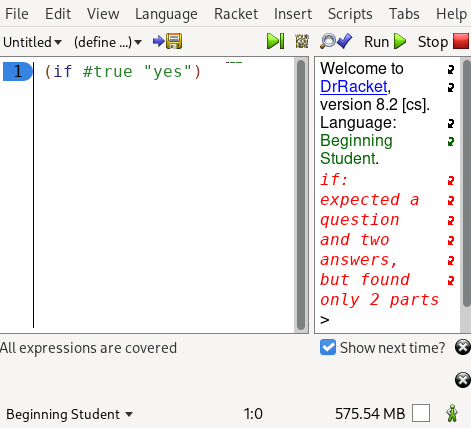 File Edit View Language Racket Insert Scripts Tabs Help
Untitled (define ...) Run Stop
1 (if #true "yes")
Welcome to
DrRacket,
version 8.2 [cs].
Language:
Beginning
Student.
if:
expected a
question
and two
answers,
but found
only 2 parts
>
All expressions are covered
Show next time?
Beginning Student 1:0 575.54 MB